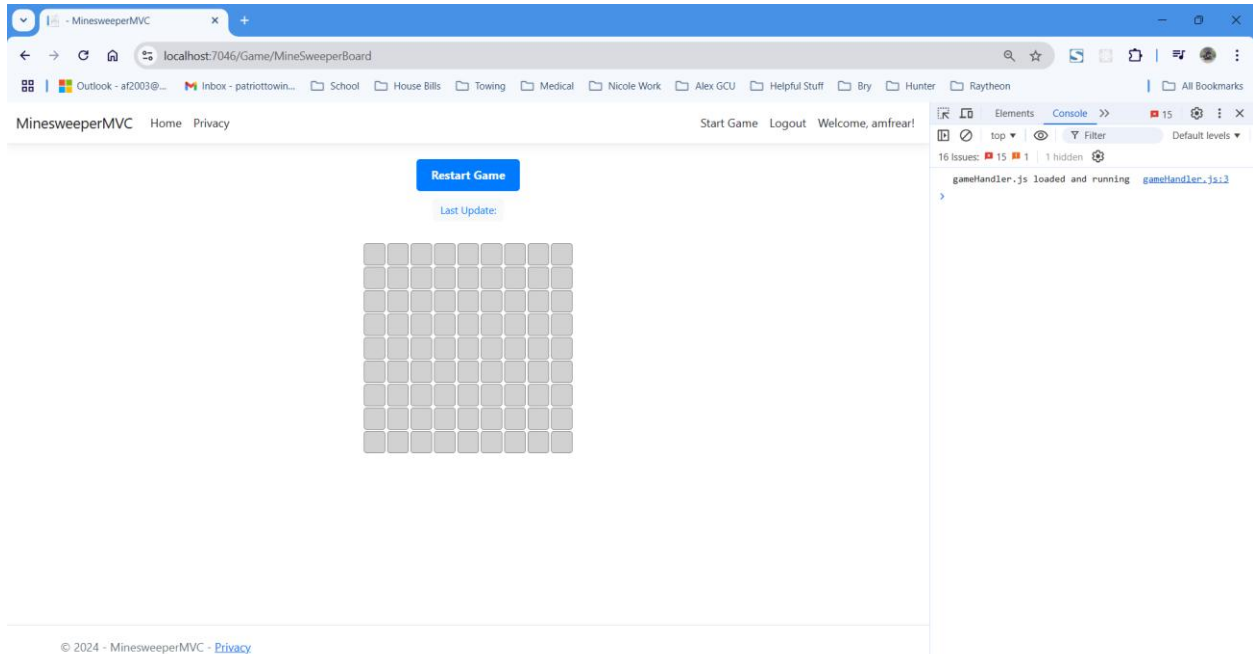 - MinesweeperMVC
localhost:7046/Game/MineSweeperBoard
Outlook - af2003@... Inbox - patriottowin... School House Bills Towing Medical Nicole Work Alex GCU Helpful Stuff Bry Hunter Raytheon All Bookmarks
MinesweeperMVC Home Privacy Start Game Logout Welcome, amfrear!
Elements Console 15
top Filter Default levels
16 Issues: 15 1 1 hidden
gameHandler.js loaded and running gameHandler.js:3
Restart Game
Last Update:
© 2024 - MinesweeperMVC - Privacy